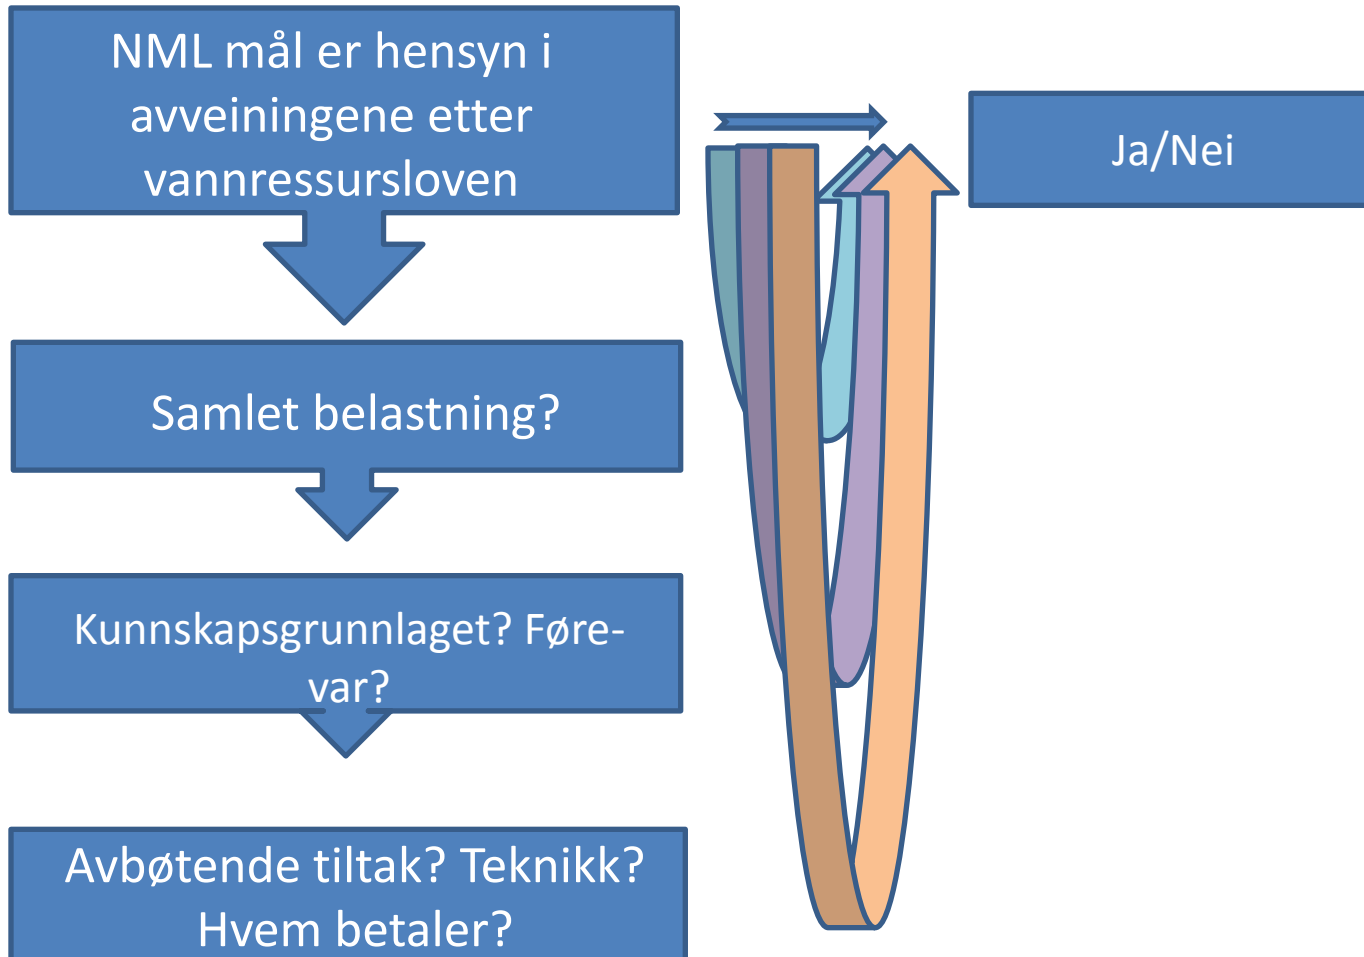 NML mål er hensyn i
avveiningene etter
vannressursloven
Ja/Nei
Samlet belastning?
Kunnskapsgrunnlaget? Føre-
var?
Avbøtende tiltak? Teknikk?
Hvem betaler?